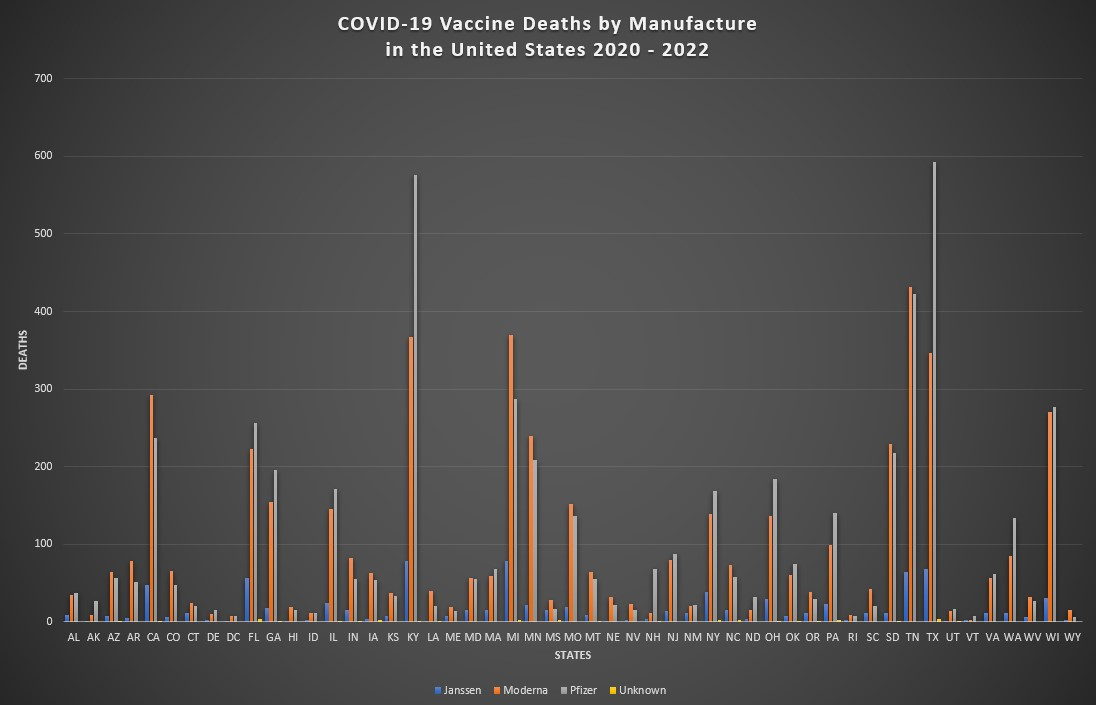 COVID-19 Vaccine Deaths by Manufacture
in the United States 2020 - 2022
700
600
500
400
300
200
100
0
DEATHS
AL AK AZ AR CA CO CT DE DC FL GA HI ID IL IN IA KS KY LA ME MD MA MI MN MS MO MT NE NV NH NJ NM NY NC ND OH OK OR PA RI SC SD TN TX UT VT VA WA WV WI WY
STATES
Janssen Moderna Pfizer Unknown